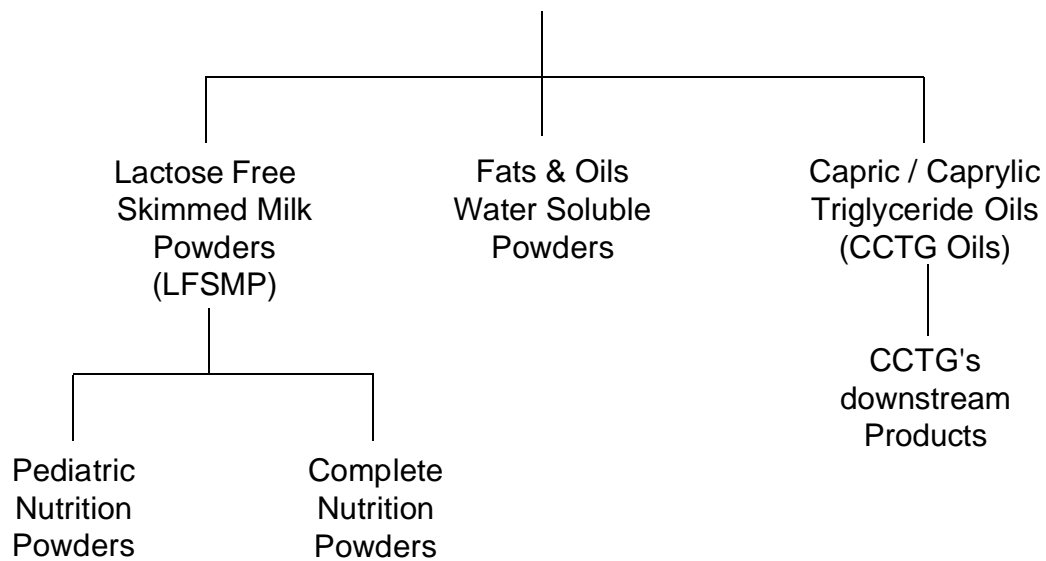 Lactose Free
Skimmed Milk
Powders
(LFSMP)
Fats & Oils
Water Soluble
Powders
Capric / Caprylic
Triglyceride Oils
(CCTG Oils)
CCTG's
downstream
Products
Pediatric
Nutrition
Powders
Complete
Nutrition
Powders